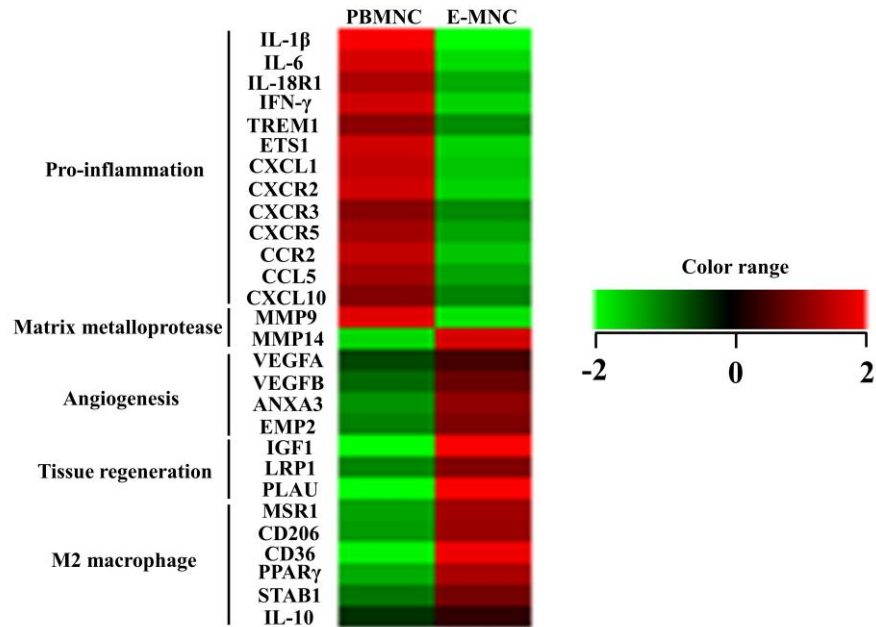 PBMNC E-MNC
Pro-inflammation
IL-1β
IL-6
IL-18R1
IFN-γ
TREM1
ETS1
CXCL1
CXCR2
CXCR3
CXCR5
CCR2
CCL5
CXCL10
Matrix metalloprotease
MMP9
MMP14
Angiogenesis
VEGFA
VEGFB
ANXA3
EMP2
Tissue regeneration
IGF1
LRP1
PLAU
M2 macrophage
MSR1
CD206
CD36
PPARγ
STAB1
IL-10
Color range
-2 0 2